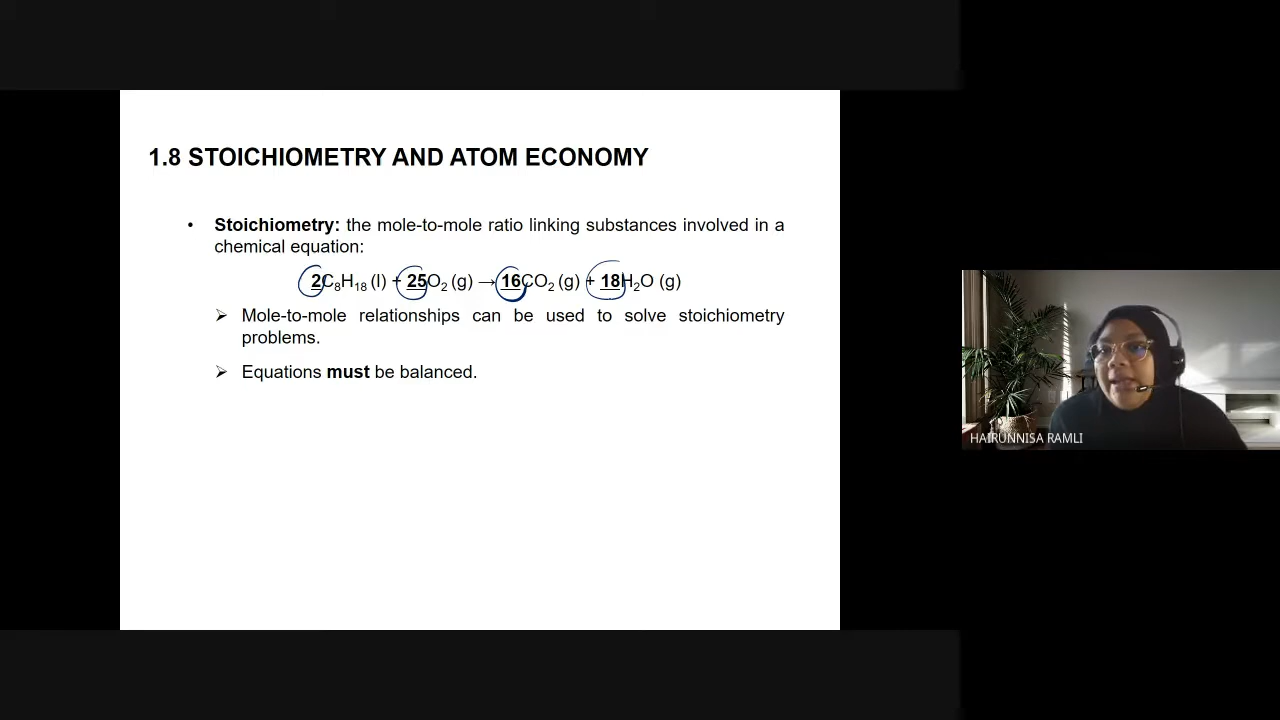 1.8 STOICHIOMETRY AND ATOM ECONOMY
• Stoichiometry: the mole-to-mole ratio linking substances involved in a
chemical equation:
2C₈H₁₈ (l) + 25O₂ (g) → 16CO₂ (g) + 18H₂O (g)
➢ Mole-to-mole relationships can be used to solve stoichiometry
problems.
➢ Equations must be balanced.
HAIRUNNISA RAMLI